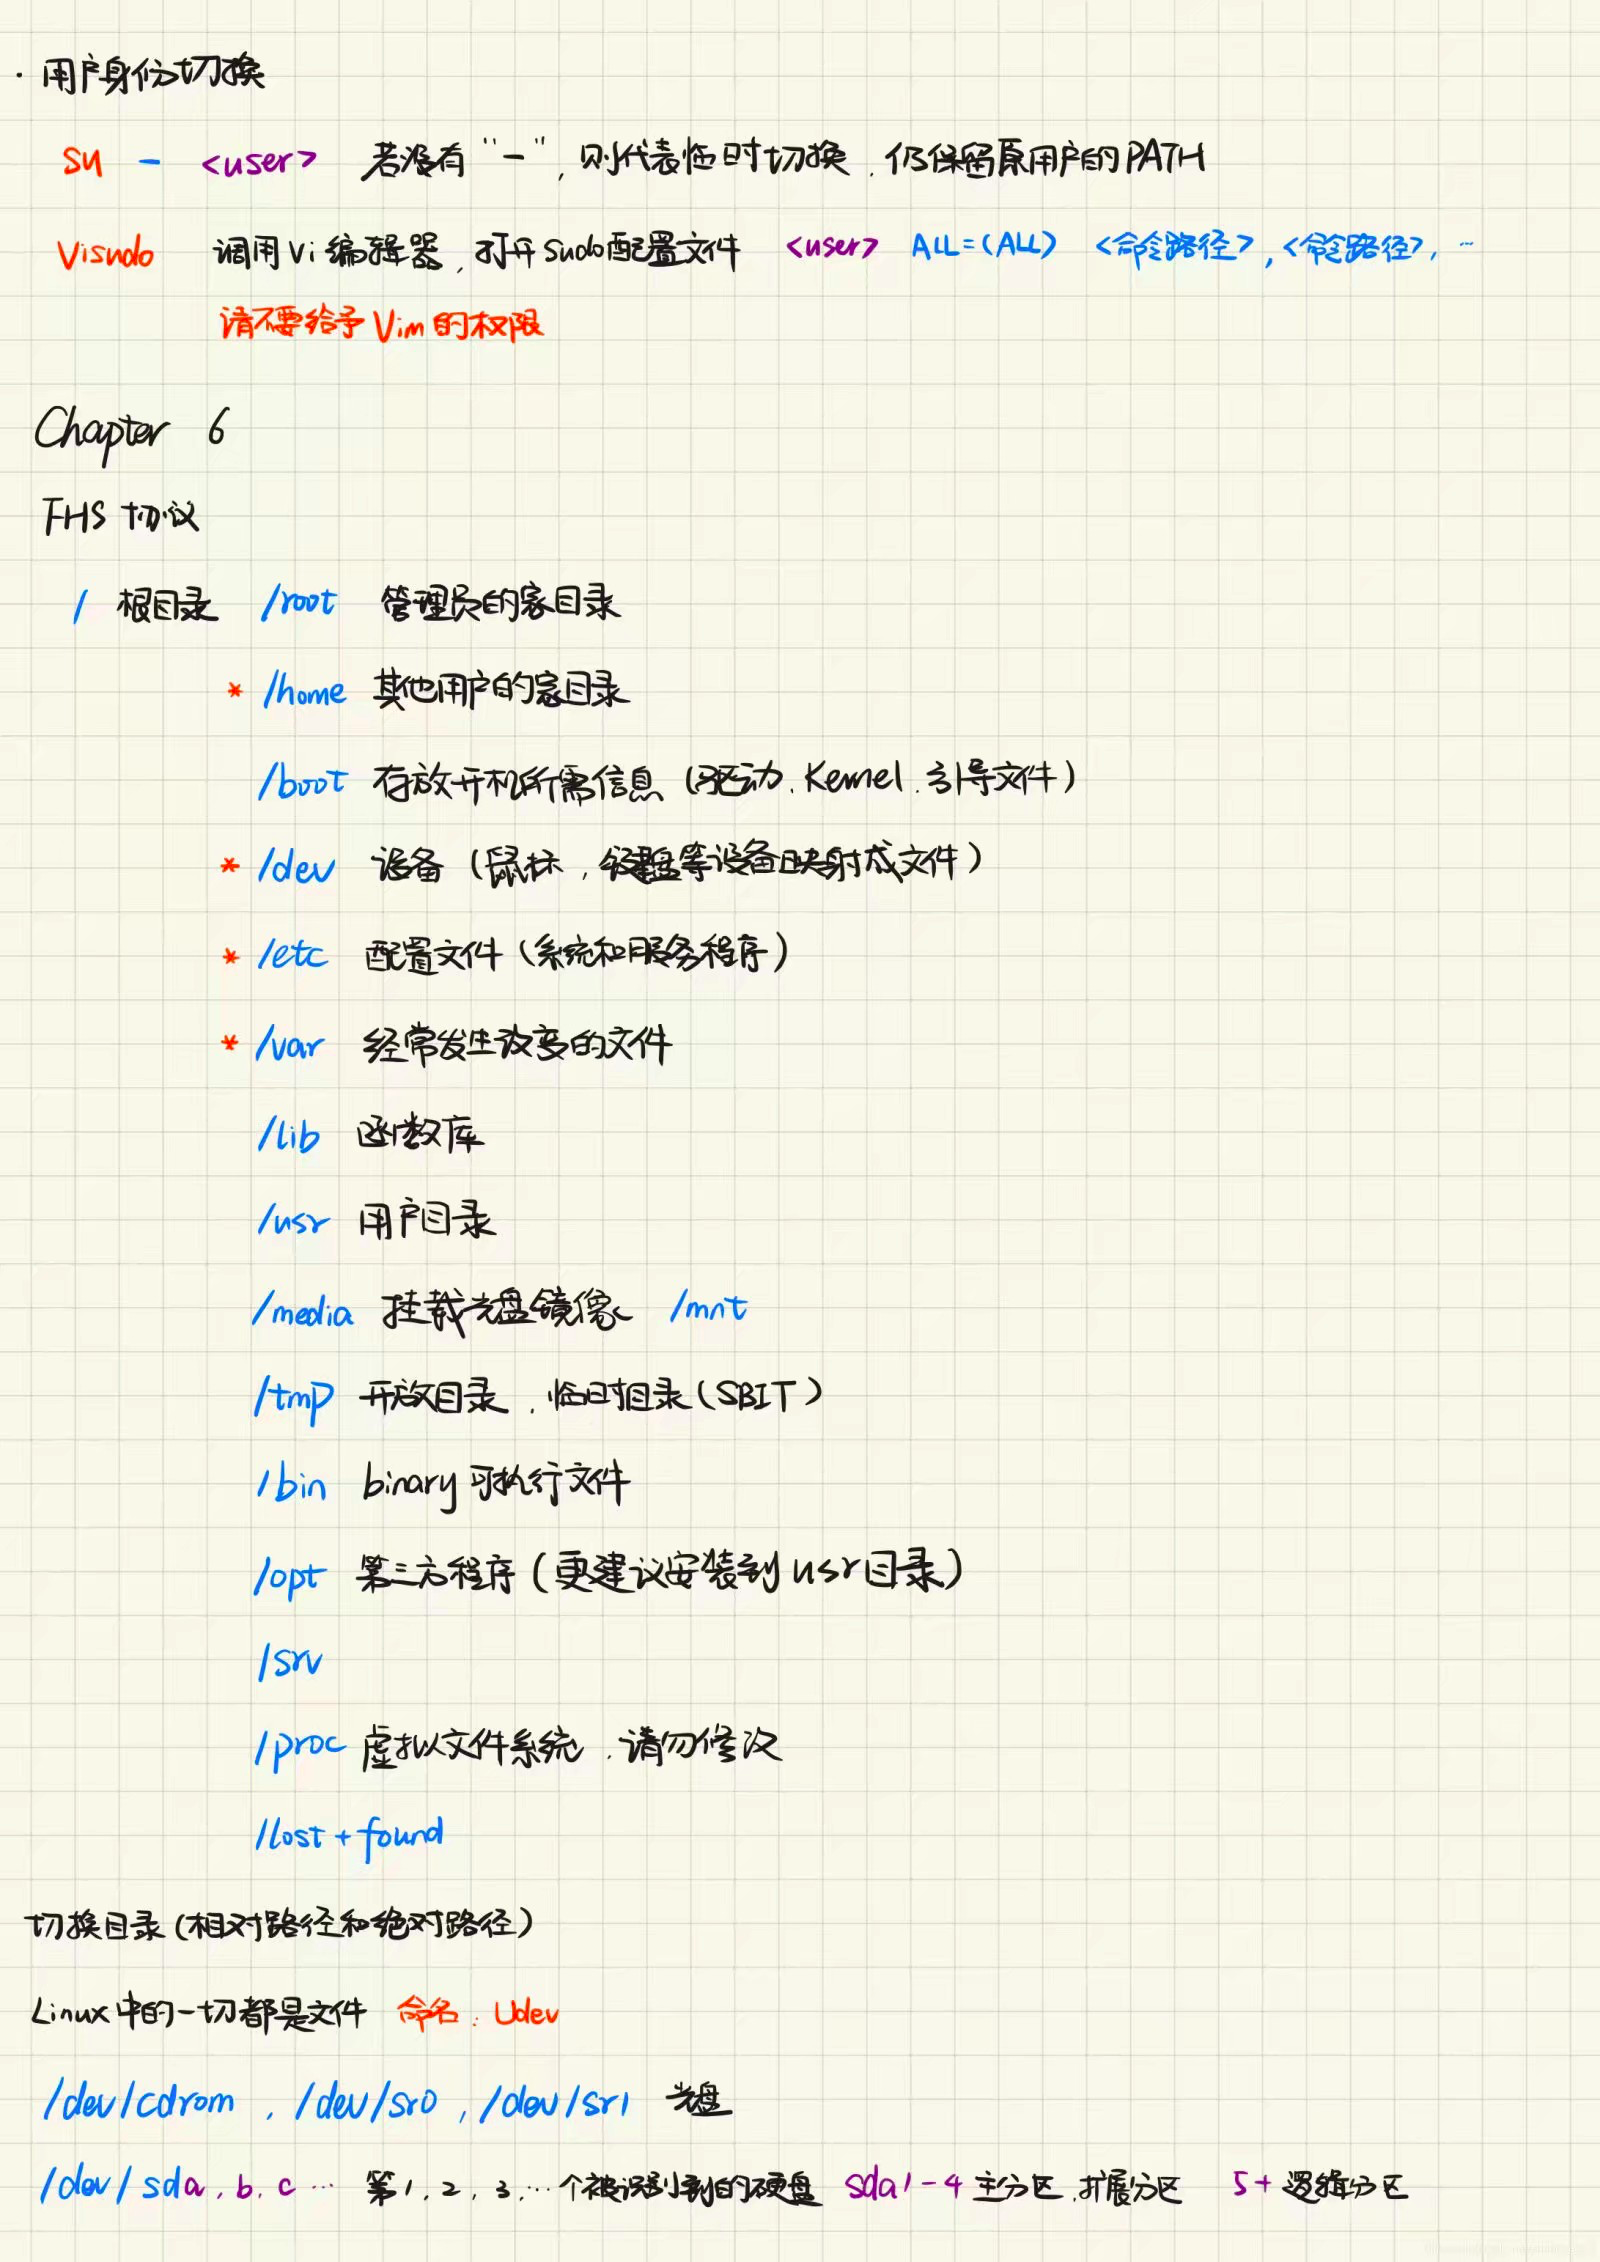 · 用户身份切换
su - <user> 若没有“-”,则代表临时切换,仍保留原用户的PATH
Visudo 调用Vi编辑器,打开sudo配置文件 <user> ALL=(ALL) <命令路径>,<命令路径>,…
请不要给予Vim的权限
Chapter 6
FHS 协议
/ 根目录 /root 管理员的家目录
* /home 其他用户的家目录
/boot 存放开机所需信息(驱动、Kernel、引导文件)
* /dev 设备(鼠标,键盘等设备映射成文件)
* /etc 配置文件(系统和服务程序)
* /var 经常发生改变的文件
/lib 函数库
/usr 用户目录
/media 挂载光盘镜像 /mnt
/tmp 开放目录,临时目录(SBIT)
/bin binary可执行文件
/opt 第三方程序(更建议安装到usr目录)
/srv
/proc 虚拟文件系统,请勿修改
/lost+found
切换目录(相对路径和绝对路径)
Linux中的一切都是文件 命名:Udev
/dev/cdrom , /dev/sr0 , /dev/sr1 光盘
/dev/sda, b, c … 第1, 2, 3, …个被识别到的硬盘 sda1-4 主分区,扩展分区 5+ 逻辑分区